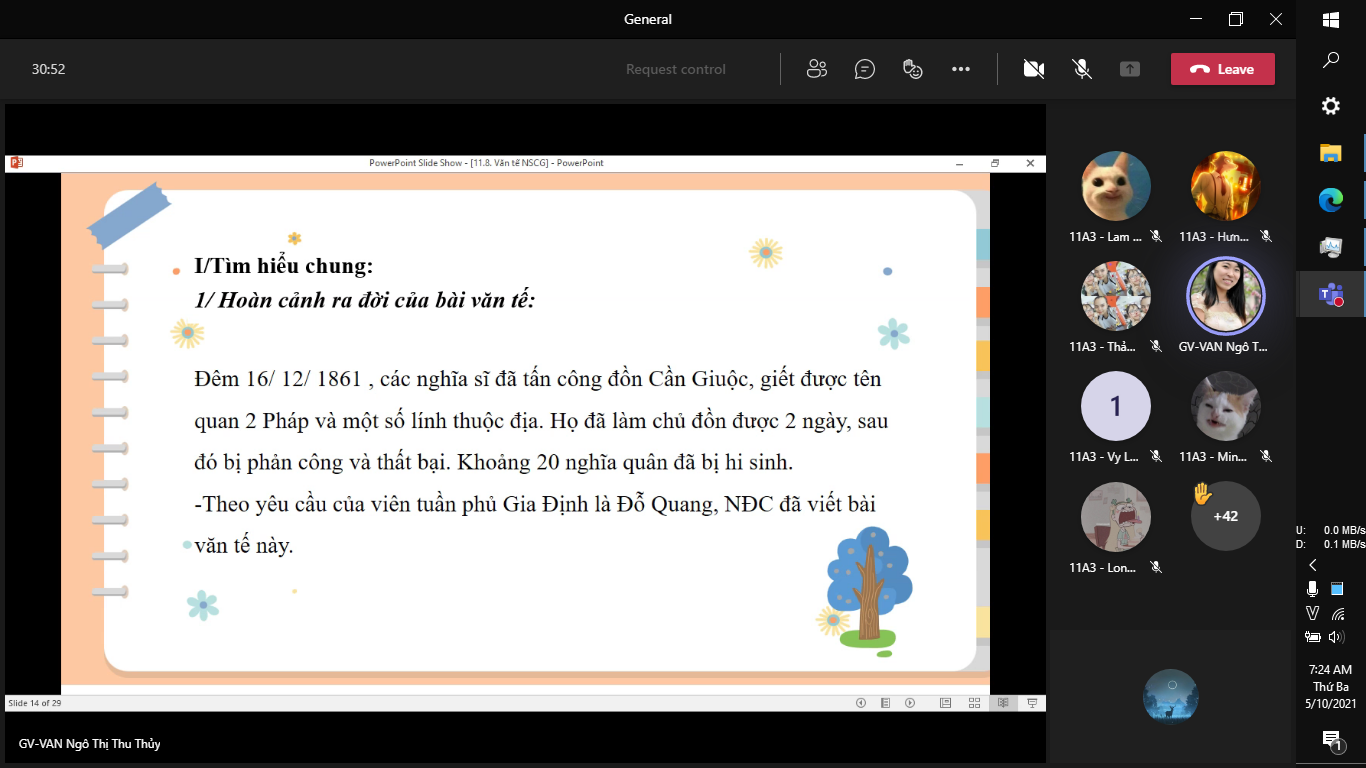 General
30:52
Request control
Leave
PowerPoint Slide Show - [11.8. Văn tế NSCG] - PowerPoint
I/Tìm hiểu chung:
1/ Hoàn cảnh ra đời của bài văn tế:
Đêm 16/ 12/ 1861 , các nghĩa sĩ đã tấn công đồn Cần Giuộc, giết được tên
quan 2 Pháp và một số lính thuộc địa. Họ đã làm chủ đồn được 2 ngày, sau
đó bị phản công và thất bại. Khoảng 20 nghĩa quân đã bị hi sinh.
-Theo yêu cầu của viên tuần phủ Gia Định là Đỗ Quang, NĐC đã viết bài
văn tế này.
Slide 14 of 29
GV-VAN Ngô Thị Thu Thủy
11A3 - Lam ...
11A3 - Hưn...
11A3 - Thả...
GV-VAN Ngô T...
1
11A3 - Vy L...
11A3 - Min...
11A3 - Lon...
+42
U: 0.0 MB/s
D: 0.1 MB/s
7:24 AM
Thứ Ba
5/10/2021
1